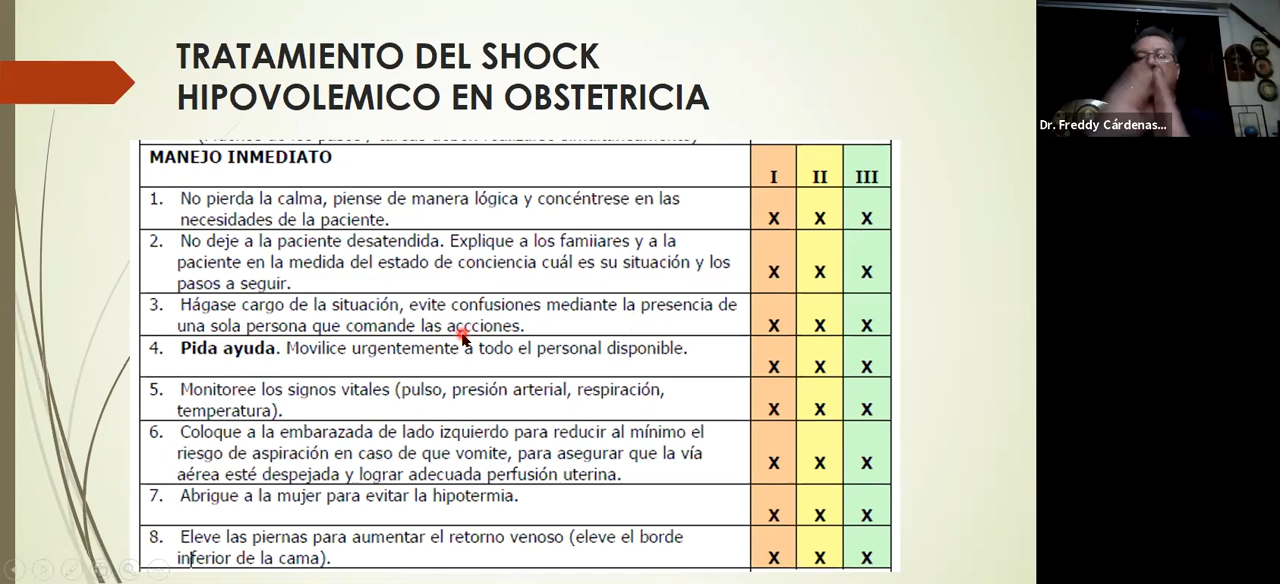 TRATAMIENTO DEL SHOCK
HIPOVOLEMICO EN OBSTETRICIA
Dr. Freddy Cárdenas...
MANEJO INMEDIATO
I II III
1. No pierda la calma, piense de manera lógica y concéntrese en las
necesidades de la paciente.
X X X
2. No deje a la paciente desatendida. Explique a los famiiares y a la
paciente en la medida del estado de conciencia cuál es su situación y los
pasos a seguir.
X X X
3. Hágase cargo de la situación, evite confusiones mediante la presencia de
una sola persona que comande las accciones.
X X X
4. Pida ayuda. Movilice urgentemente a todo el personal disponible.
X X X
5. Monitoree los signos vitales (pulso, presión arterial, respiración,
temperatura).
X X X
6. Coloque a la embarazada de lado izquierdo para reducir al mínimo el
riesgo de aspiración en caso de que vomite, para asegurar que la vía
aérea esté despejada y lograr adecuada perfusión uterina.
X X X
7. Abrigue a la mujer para evitar la hipotermia.
X X X
8. Eleve las piernas para aumentar el retorno venoso (eleve el borde
inferior de la cama).
X X X